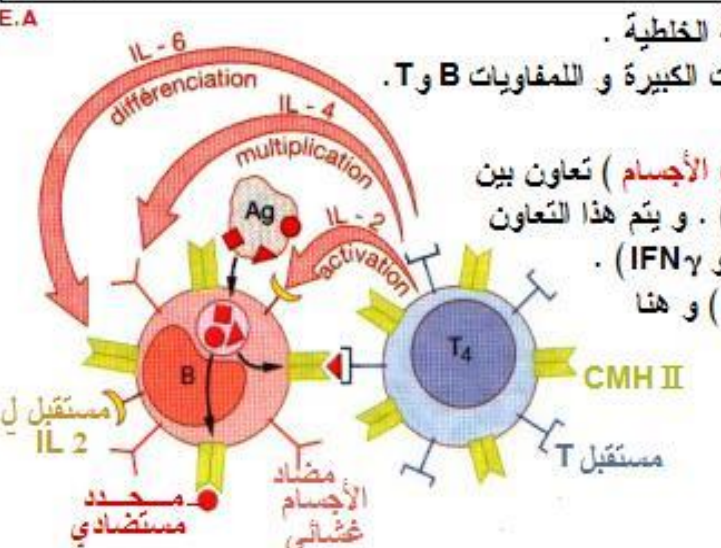 E.A
الخلطية .
ت الكبيرة و اللمفاويات B و T.
الأجسام ) تعاون بين
. و يتم هذا التعاون
و IFNγ) .
) و هنا
IL - 6
différenciation
IL - 4
multiplication
Ag
IL - 2
activation
B
T4
CMH II
مستقبل لِ
IL 2
مستقبل T
مضاد
الأجسام
غشائي
محدد
مستضادي